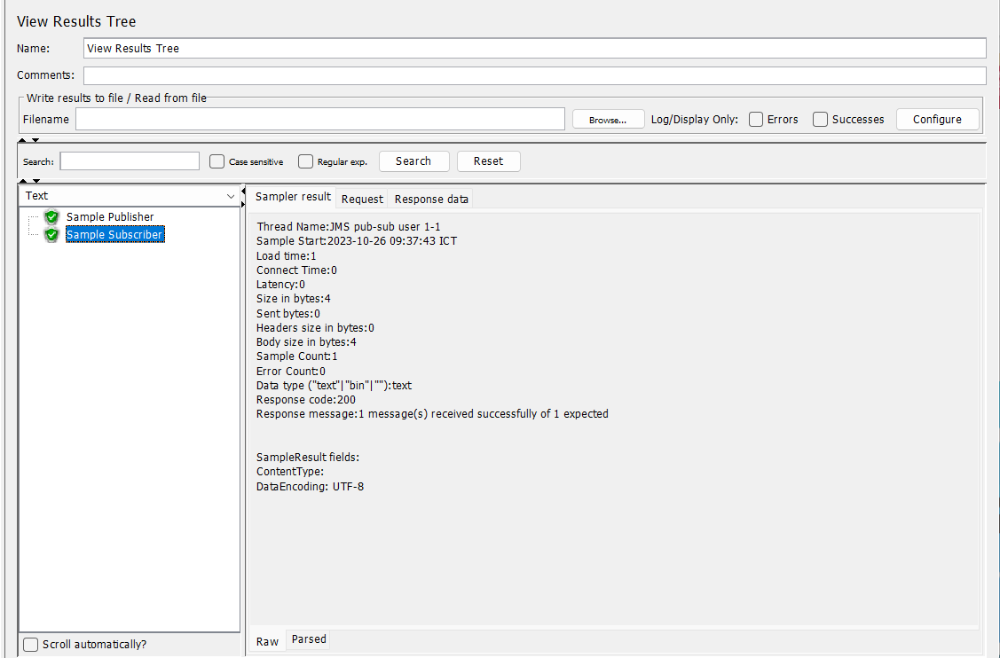 View Results Tree
Name: View Results Tree
Comments:
Write results to file / Read from file
Filename Browse... Log/Display Only: Errors Successes Configure
Search: Case sensitive Regular exp. Search Reset
Text
Sample Publisher
Sample Subscriber
Sampler result Request Response data
Thread Name:JMS pub-sub user 1-1
Sample Start:2023-10-26 09:37:43 ICT
Load time:1
Connect Time:0
Latency:0
Size in bytes:4
Sent bytes:0
Headers size in bytes:0
Body size in bytes:4
Sample Count:1
Error Count:0
Data type ("text"|"bin"|""):text
Response code:200
Response message:1 message(s) received successfully of 1 expected
SampleResult fields:
ContentType:
DataEncoding: UTF-8
Raw Parsed
Scroll automatically?